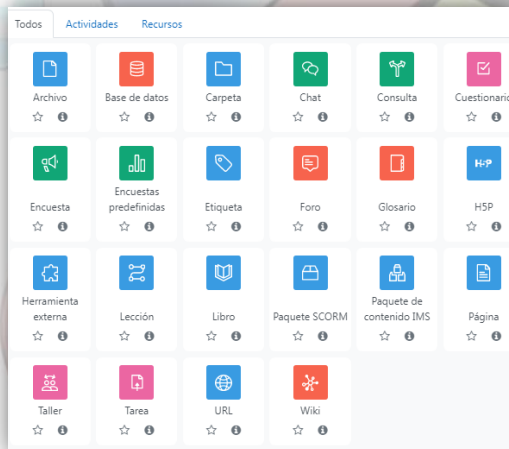 Todos Actividades Recursos
Archivo Base de datos Carpeta Chat Consulta Cuestionario
Encuesta Encuestas predefinidas Etiqueta Foro Glosario H5P
H-P
Herramienta externa Lección Libro Paquete SCORM Paquete de contenido IMS Página
Taller Tarea URL Wiki